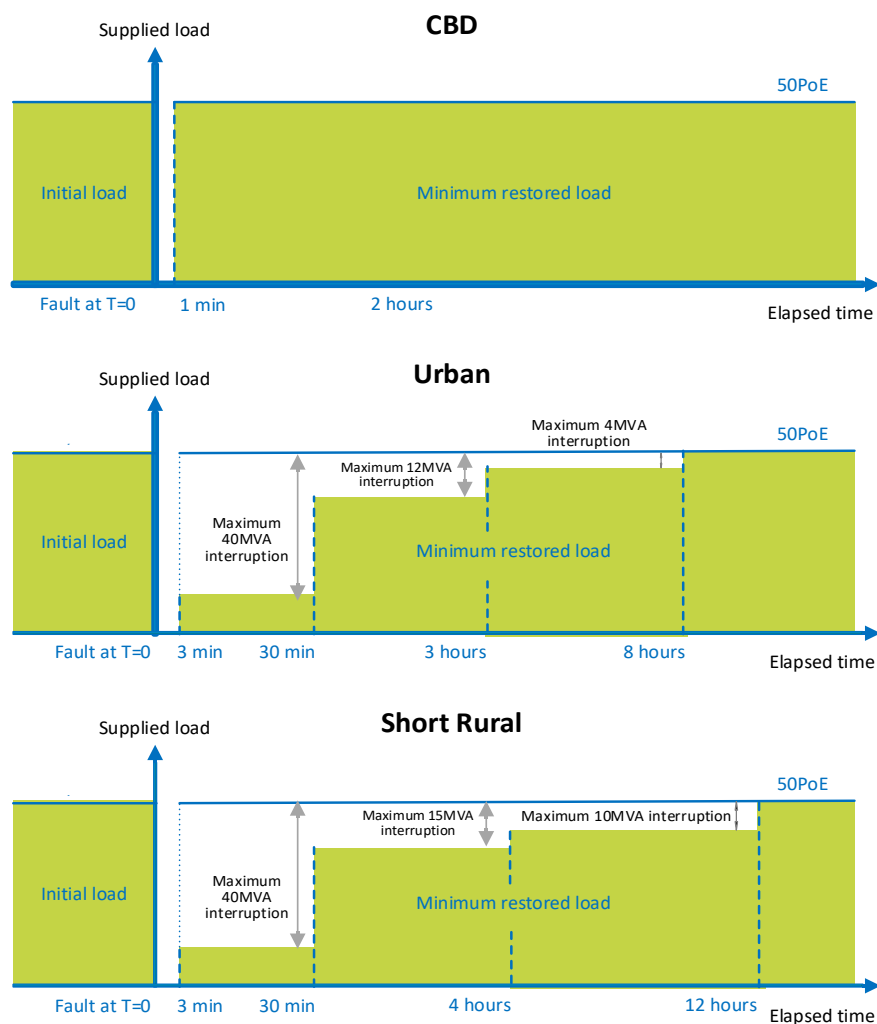 CBD
Supplied load
50PoE
Initial load
Minimum restored load
Fault at T=0
1 min
2 hours
Elapsed time
Urban
Supplied load
Maximum 4MVA
interruption
50PoE
Maximum 12MVA
interruption
Maximum
40MVA
interruption
Initial load
Minimum restored load
Fault at T=0
3 min
30 min
3 hours
8 hours
Elapsed time
Short Rural
Supplied load
50PoE
Maximum 15MVA
interruption
Maximum 10MVA interruption
Maximum
40MVA
interruption
Initial load
Minimum restored load
Fault at T=0
3 min
30 min
4 hours
12 hours
Elapsed time